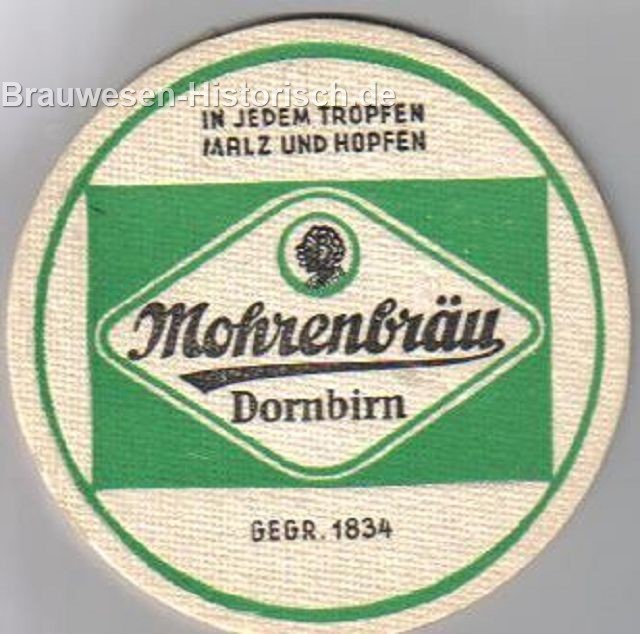 Brauwesen-Historisch.de
IN JEDEM TROPFEN
MALZ UND HOPFEN
Mohrenbräu
Dornbirn
GEGR. 1834